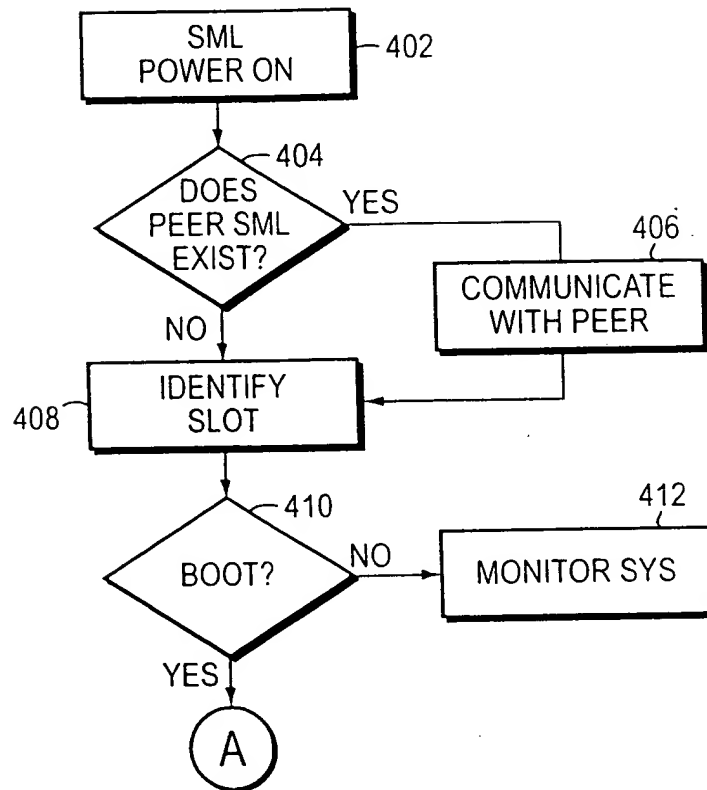 SML
POWER ON
402
404
DOES
PEER SML
EXIST?
YES
406
COMMUNICATE
WITH PEER
NO
IDENTIFY
SLOT
408
410
412
BOOT?
NO
MONITOR SYS
YES
A